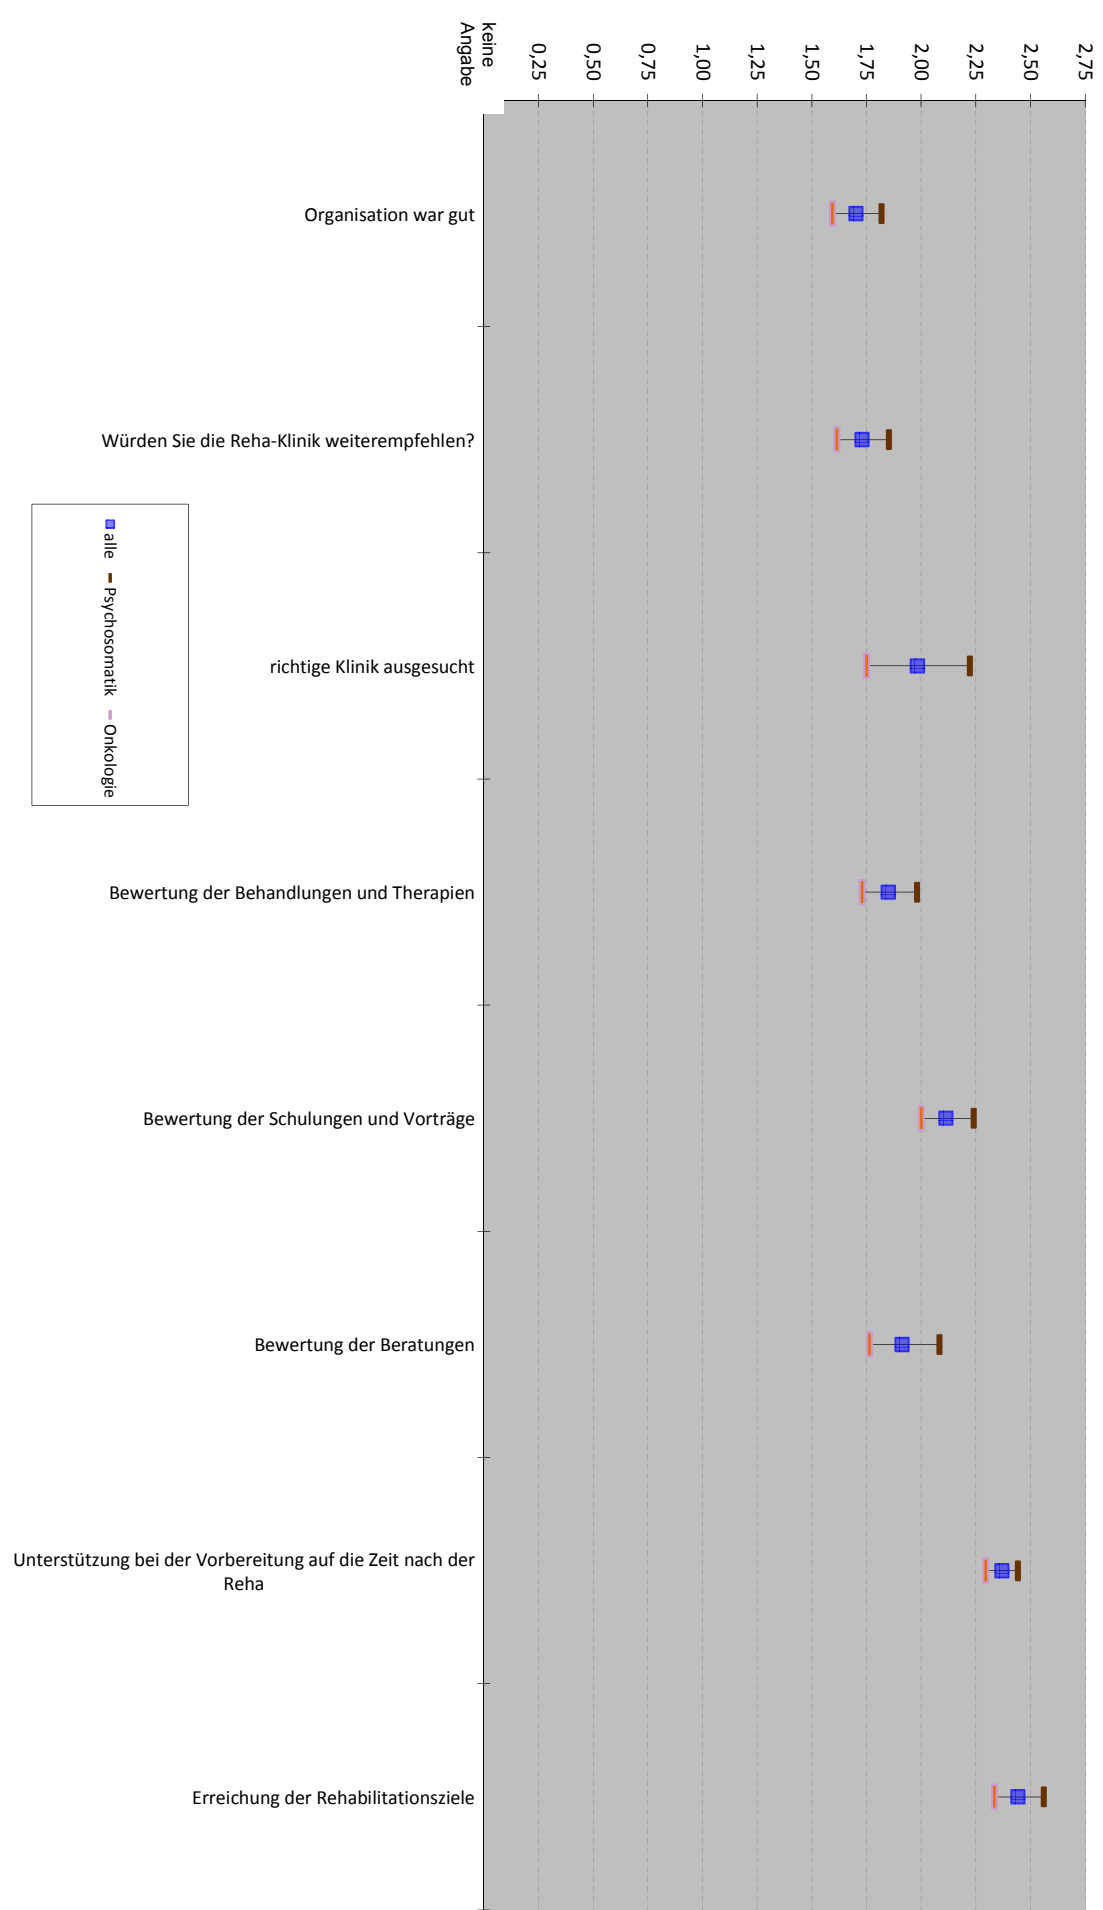 keine
Angabe
0,25
0,50
0,75
1,00
1,25
1,50
1,75
2,00
2,25
2,50
2,75
Organisation war gut
Würden Sie die Reha-Klinik weiterempfehlen?
richtige Klinik ausgesucht
Bewertung der Behandlungen und Therapien
Bewertung der Schulungen und Vorträge
Bewertung der Beratungen
Unterstützung bei der Vorbereitung auf die Zeit nach der
Reha
Erreichung der Rehabilitationsziele
alle Psychosomatik Onkologie